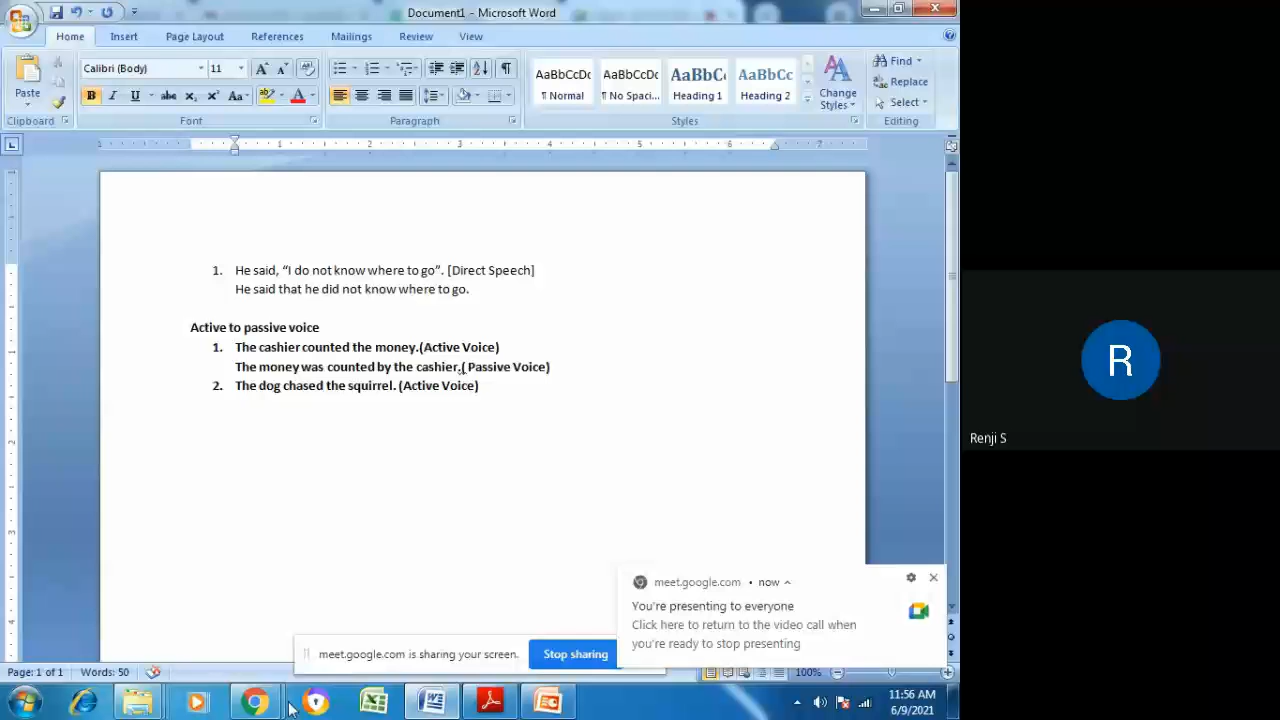 Document1 - Microsoft Word
Home Insert Page Layout References Mailings Review View
Calibri (Body) 11
AaBbCcDc AaBbCcDc AaBbC AaBbCc
Paste
¶ Normal ¶ No Spaci... Heading 1 Heading 2
Change Styles
Find
Replace
Select
Clipboard Font Paragraph Styles Editing
1. He said, “I do not know where to go”. [Direct Speech]
He said that he did not know where to go.
Active to passive voice
1. The cashier counted the money.(Active Voice)
The money was counted by the cashier.( Passive Voice)
2. The dog chased the squirrel. (Active Voice)
meet.google.com • now
You're presenting to everyone
Click here to return to the video call when
you're ready to stop presenting
meet.google.com is sharing your screen.
Stop sharing
Page: 1 of 1 Words: 50
100%
11:56 AM
6/9/2021
R
Renji S